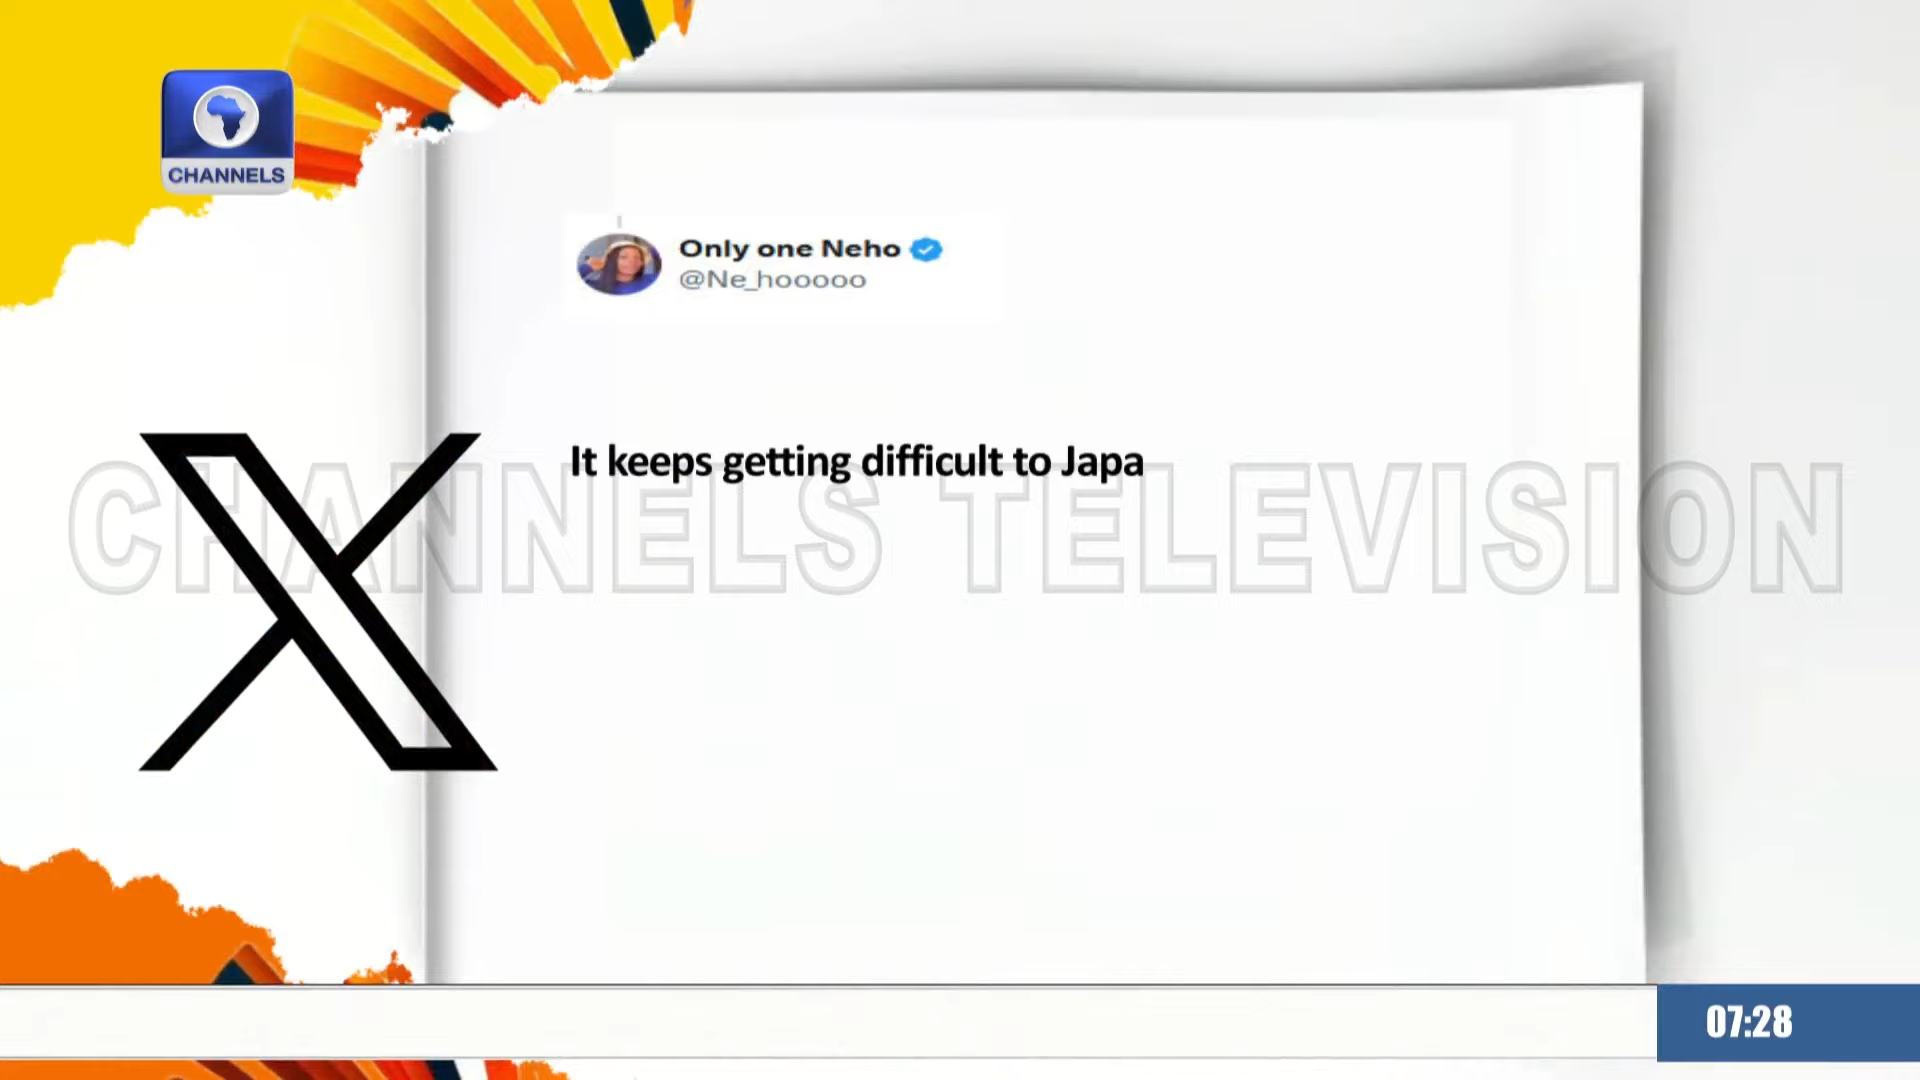 CHANNELS
Only one Neho
@Ne_hooooo
It keeps getting difficult to Japa
CHANNELS TELEVISION
07:28